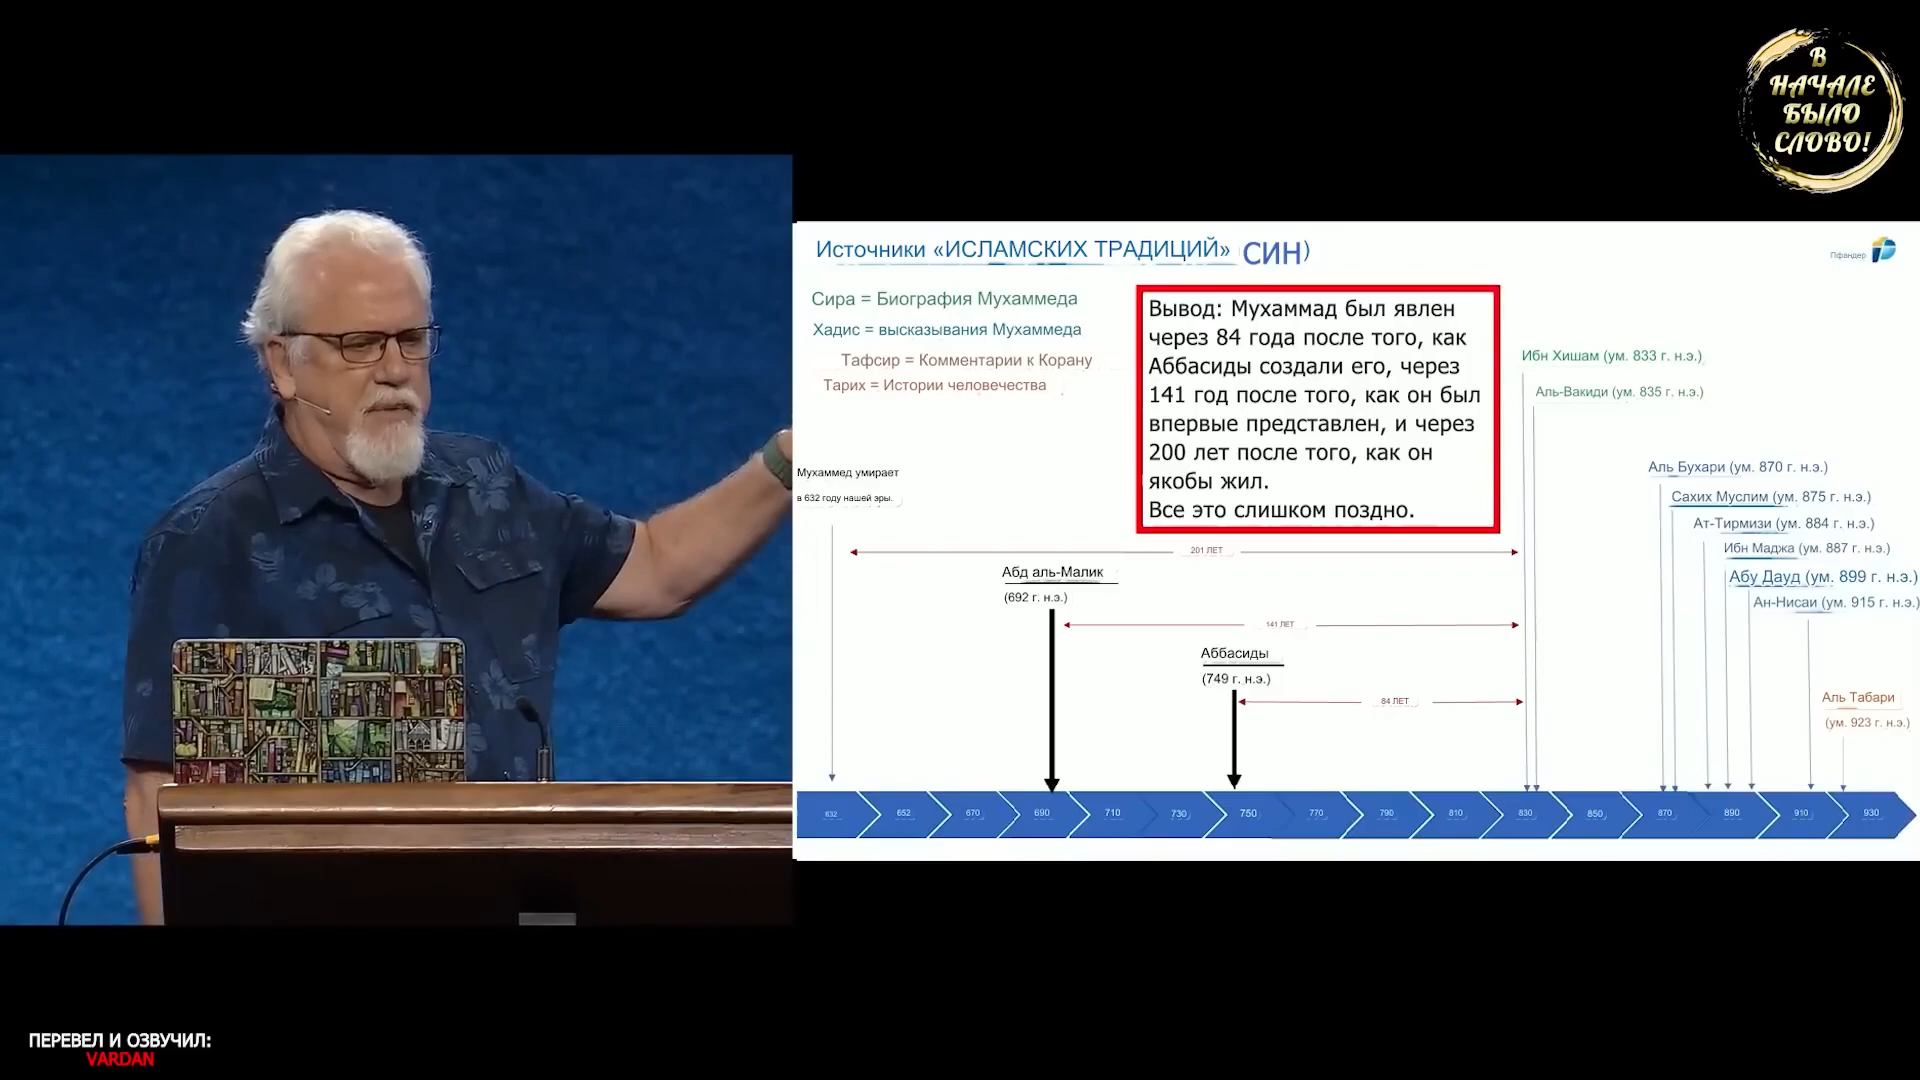 В
НАЧАЛЕ
БЫЛО
СЛОВО!
Источники «ИСЛАМСКИХ ТРАДИЦИЙ» СИН)
Пфандер
Сира = Биография Мухаммеда
Хадис = высказывания Мухаммеда
Тафсир = Комментарии к Корану
Тарих = Истории человечества
Вывод: Мухаммад был явлен
через 84 года после того, как
Аббасиды создали его, через
141 год после того, как он был
впервые представлен, и через
200 лет после того, как он
якобы жил.
Все это слишком поздно.
Ибн Хишам (ум. 833 г. н.э.)
Аль-Вакиди (ум. 835 г. н.э.)
Аль Бухари (ум. 870 г. н.э.)
Сахих Муслим (ум. 875 г. н.э.)
Ат-Тирмизи (ум. 884 г. н.э.)
Ибн Маджа (ум. 887 г. н.э.)
Абу Дауд (ум. 899 г. н.э.)
Ан-Нисаи (ум. 915 г. н.э.)
Аль Табари
(ум. 923 г. н.э.)
Мухаммед умирает
в 632 году нашей эры.
201 ЛЕТ
Абд аль-Малик
(692 г. н.э.)
141 ЛЕТ
Аббасиды
(749 г. н.э.)
84 ЛЕТ
632 652 670 690 710 730 750 770 790 810 830 850 870 890 910 930
ПЕРЕВЕЛ И ОЗВУЧИЛ:
VARDAN